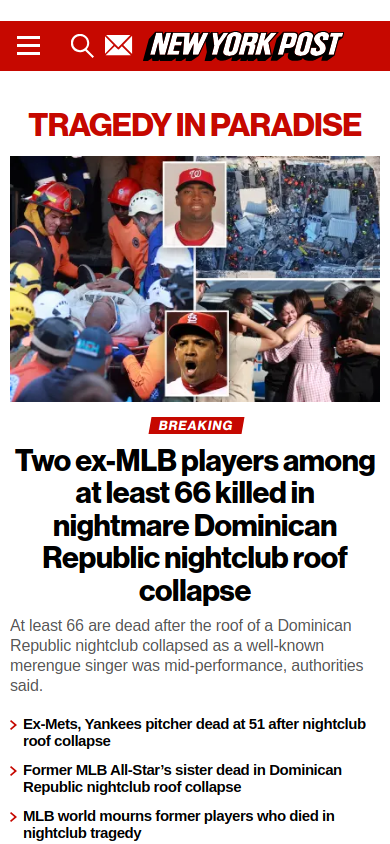 NEW YORK POST
TRAGEDY IN PARADISE
W
BREAKING
Two ex-MLB players among
at least 66 killed in
nightmare Dominican
Republic nightclub roof
collapse
At least 66 are dead after the roof of a Dominican
Republic nightclub collapsed as a well-known
merengue singer was mid-performance, authorities
said.
Ex-Mets, Yankees pitcher dead at 51 after nightclub
roof collapse
Former MLB All-Star’s sister dead in Dominican
Republic nightclub roof collapse
MLB world mourns former players who died in
nightclub tragedy